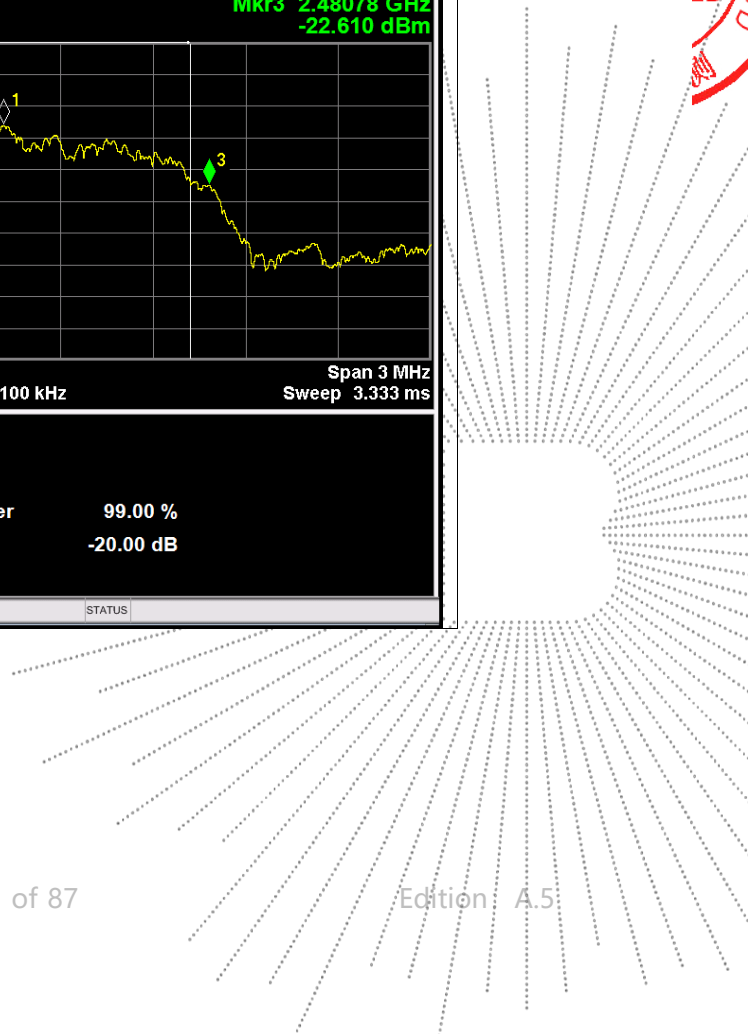 Mkr3 2.48078 GHz
-22.610 dBm
1
3
Span 3 MHz
100 kHz
Sweep 3.333 ms
99.00 %
-20.00 dB
STATUS
of 87
Edition A.5
测